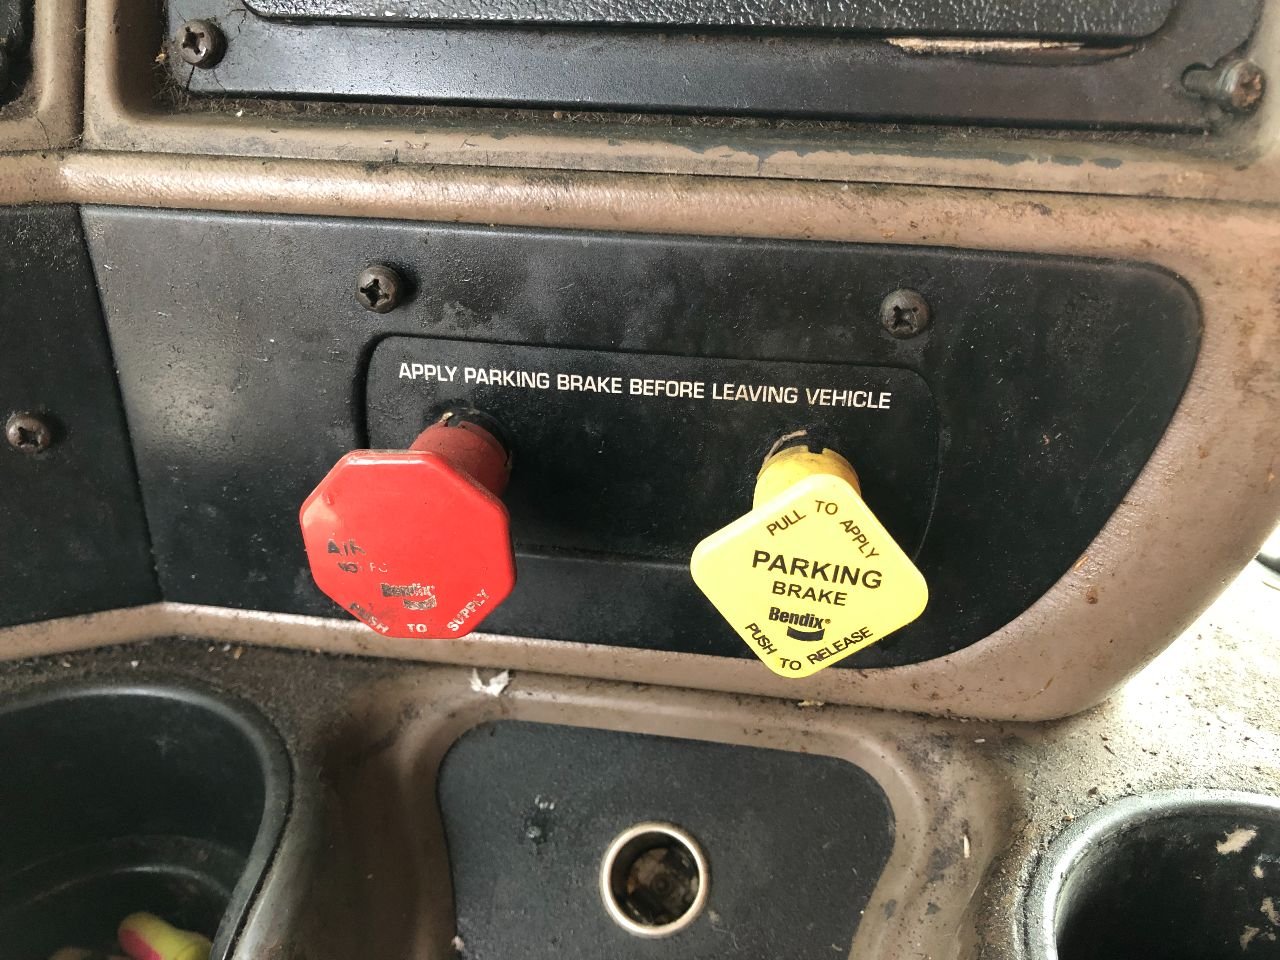 APPLY PARKING BRAKE BEFORE LEAVING VEHICLE
AIR
Bendix®
PUSH TO SUPPLY
PULL TO APPLY
PARKING
BRAKE
Bendix®
PUSH TO RELEASE